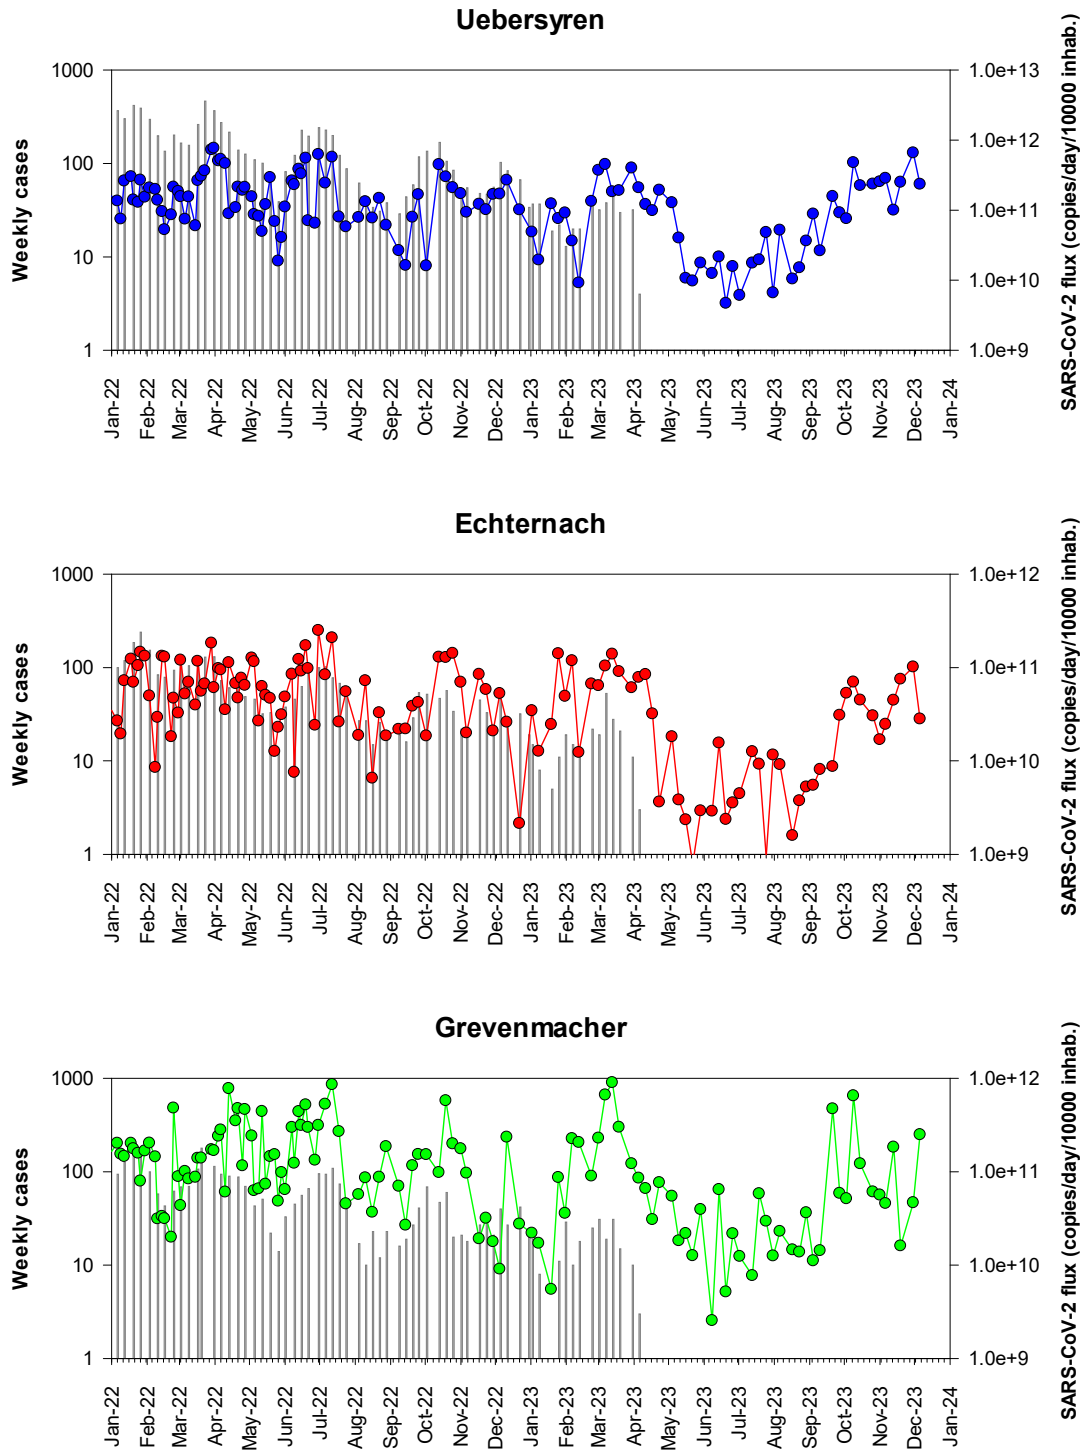 Uebersyren
Weekly cases
1000
100
10
1
1.0e+13
1.0e+12
1.0e+11
1.0e+10
1.0e+9
SARS-CoV-2 flux (copies/day/10000 inhab.)
Jan-22
Feb-22
Mar-22
Apr-22
May-22
Jun-22
Jul-22
Aug-22
Sep-22
Oct-22
Nov-22
Dec-22
Jan-23
Feb-23
Mar-23
Apr-23
May-23
Jun-23
Jul-23
Aug-23
Sep-23
Oct-23
Nov-23
Dec-23
Jan-24
Echternach
Weekly cases
1000
100
10
1
1.0e+12
1.0e+11
1.0e+10
1.0e+9
SARS-CoV-2 flux (copies/day/10000 inhab.)
Jan-22
Feb-22
Mar-22
Apr-22
May-22
Jun-22
Jul-22
Aug-22
Sep-22
Oct-22
Nov-22
Dec-22
Jan-23
Feb-23
Mar-23
Apr-23
May-23
Jun-23
Jul-23
Aug-23
Sep-23
Oct-23
Nov-23
Dec-23
Jan-24
Grevenmacher
Weekly cases
1000
100
10
1
1.0e+12
1.0e+11
1.0e+10
1.0e+9
SARS-CoV-2 flux (copies/day/10000 inhab.)
Jan-22
Feb-22
Mar-22
Apr-22
May-22
Jun-22
Jul-22
Aug-22
Sep-22
Oct-22
Nov-22
Dec-22
Jan-23
Feb-23
Mar-23
Apr-23
May-23
Jun-23
Jul-23
Aug-23
Sep-23
Oct-23
Nov-23
Dec-23
Jan-24